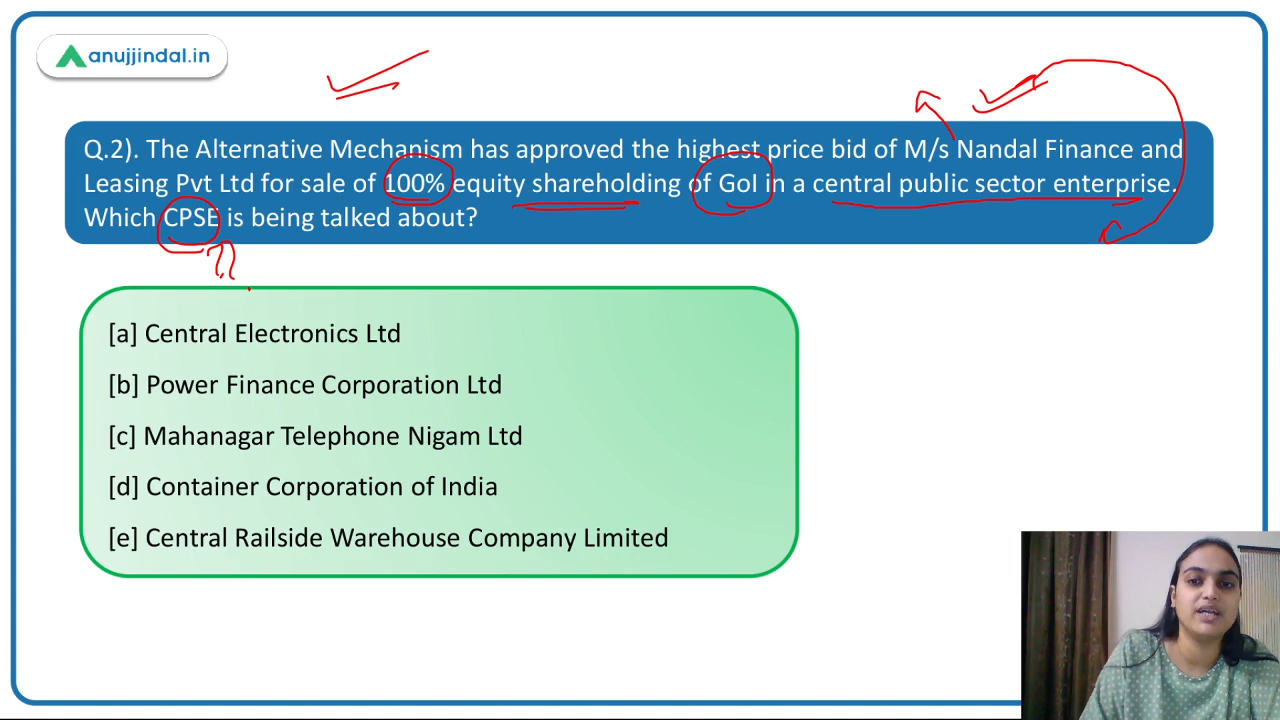 anujjindal.in
Q.2). The Alternative Mechanism has approved the highest price bid of M/s Nandal Finance and
Leasing Pvt Ltd for sale of 100% equity shareholding of GoI in a central public sector enterprise.
Which CPSE is being talked about?
??
[a] Central Electronics Ltd
[b] Power Finance Corporation Ltd
[c] Mahanagar Telephone Nigam Ltd
[d] Container Corporation of India
[e] Central Railside Warehouse Company Limited